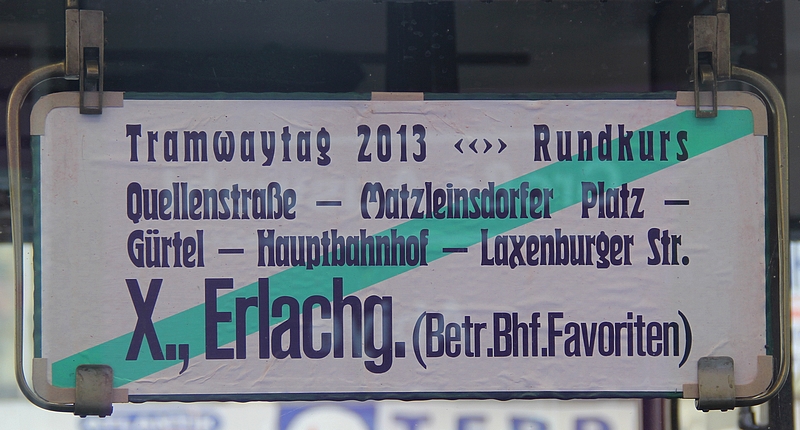 Tramwaytag 2013 ‹‹›› Rundkurs
Quellenstraße — Matzleinsdorfer Platz —
Gürtel — Hauptbahnhof — Laxenburger Str.
X., Erlachg. (Betr.Bhf.Favoriten)